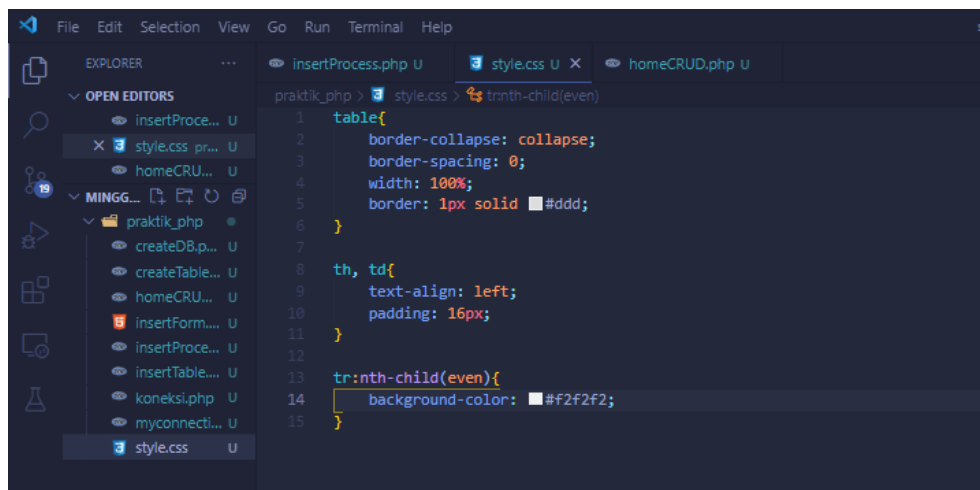 File Edit Selection View Go Run Terminal Help
EXPLORER ...
insertProcess.php U
style.css U
homeCRUD.php U
OPEN EDITORS
insertProce... U
style.css pr... U
homeCRU... U
19
MINGG...
praktik_php
createDB.p... U
createTable... U
homeCRU... U
insertForm.... U
insertProce... U
insertTable.... U
koneksi.php U
myconnecti... U
style.css U
praktik_php > style.css > tr:nth-child(even)
1 table{
2 border-collapse: collapse;
3 border-spacing: 0;
4 width: 100%;
5 border: 1px solid #ddd;
6 }
7
8 th, td{
9 text-align: left;
10 padding: 16px;
11 }
12
13 tr:nth-child(even){
14 background-color: #f2f2f2;
15 }